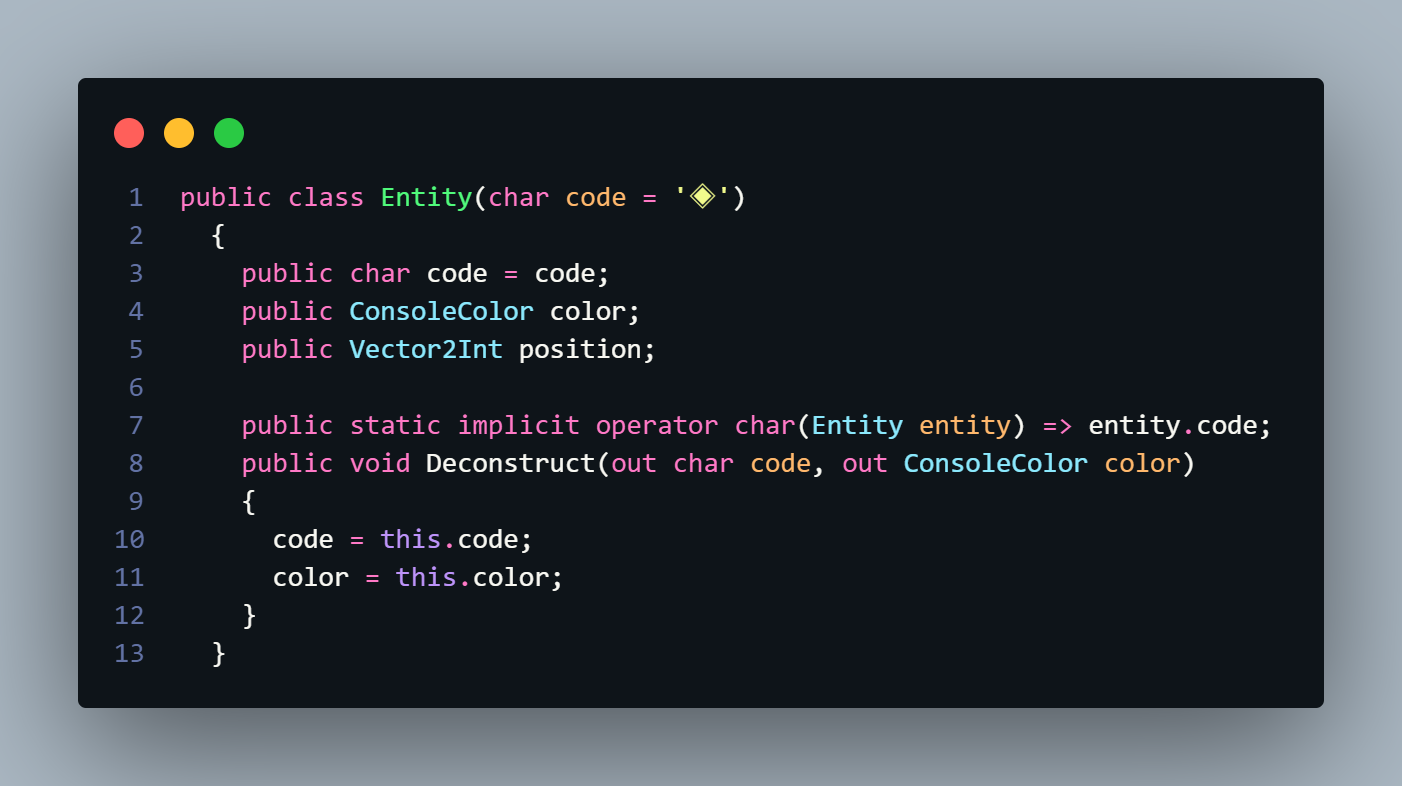 1 public class Entity(char code = '◈')
2   {
3     public char code = code;
4     public ConsoleColor color;
5     public Vector2Int position;
6
7     public static implicit operator char(Entity entity) => entity.code;
8     public void Deconstruct(out char code, out ConsoleColor color)
9     {
10       code = this.code;
11       color = this.color;
12     }
13   }